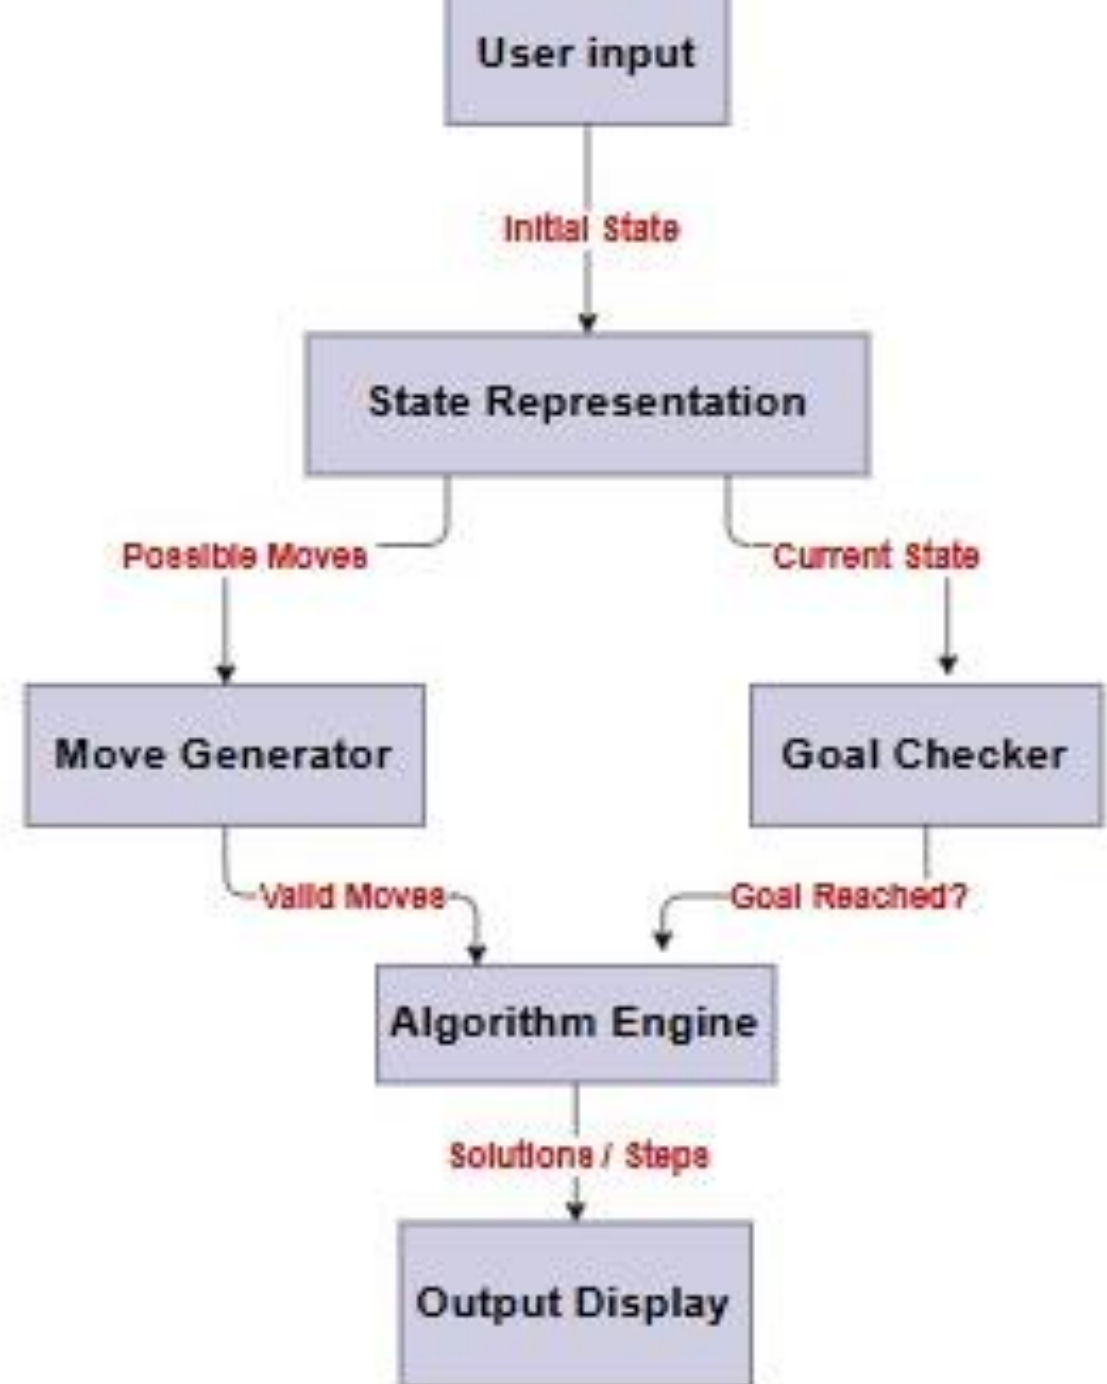 User input
Initial State
State Representation
Possible Moves
Current State
Move Generator
Goal Checker
Valid Moves
Goal Reached?
Algorithm Engine
Solutions / Steps
Output Display